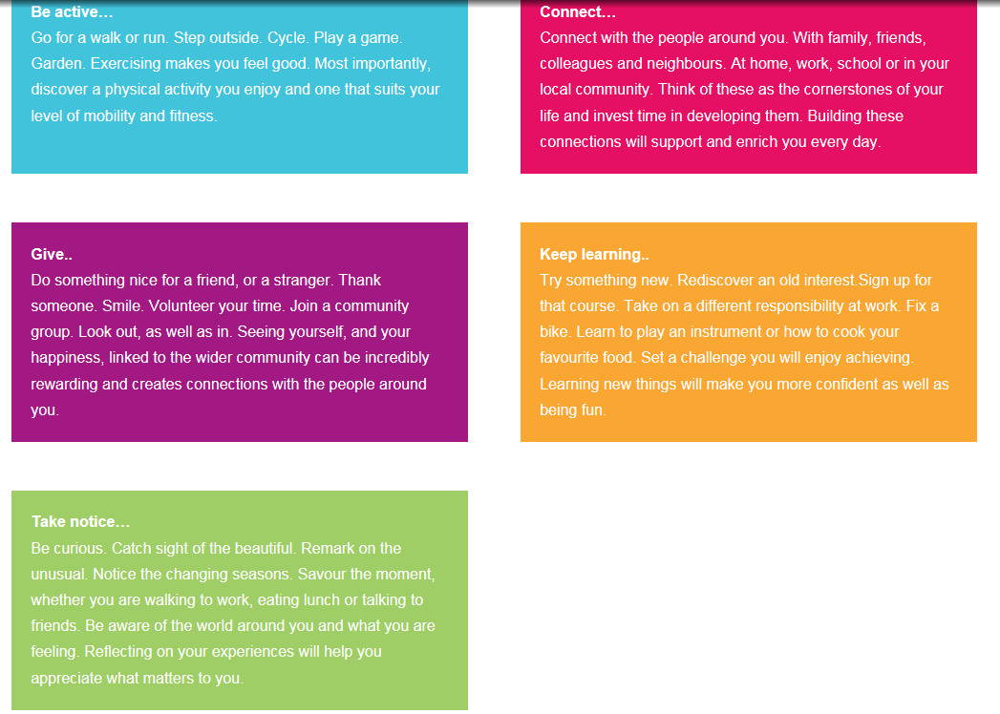 Be active…
Go for a walk or run. Step outside. Cycle. Play a game.
Garden. Exercising makes you feel good. Most importantly,
discover a physical activity you enjoy and one that suits your
level of mobility and fitness.
Connect…
Connect with the people around you. With family, friends,
colleagues and neighbours. At home, work, school or in your
local community. Think of these as the cornerstones of your
life and invest time in developing them. Building these
connections will support and enrich you every day.
Give..
Do something nice for a friend, or a stranger. Thank
someone. Smile. Volunteer your time. Join a community
group. Look out, as well as in. Seeing yourself, and your
happiness, linked to the wider community can be incredibly
rewarding and creates connections with the people around
you.
Keep learning..
Try something new. Rediscover an old interest.Sign up for
that course. Take on a different responsibility at work. Fix a
bike. Learn to play an instrument or how to cook your
favourite food. Set a challenge you will enjoy achieving.
Learning new things will make you more confident as well as
being fun.
Take notice…
Be curious. Catch sight of the beautiful. Remark on the
unusual. Notice the changing seasons. Savour the moment,
whether you are walking to work, eating lunch or talking to
friends. Be aware of the world around you and what you are
feeling. Reflecting on your experiences will help you
appreciate what matters to you.